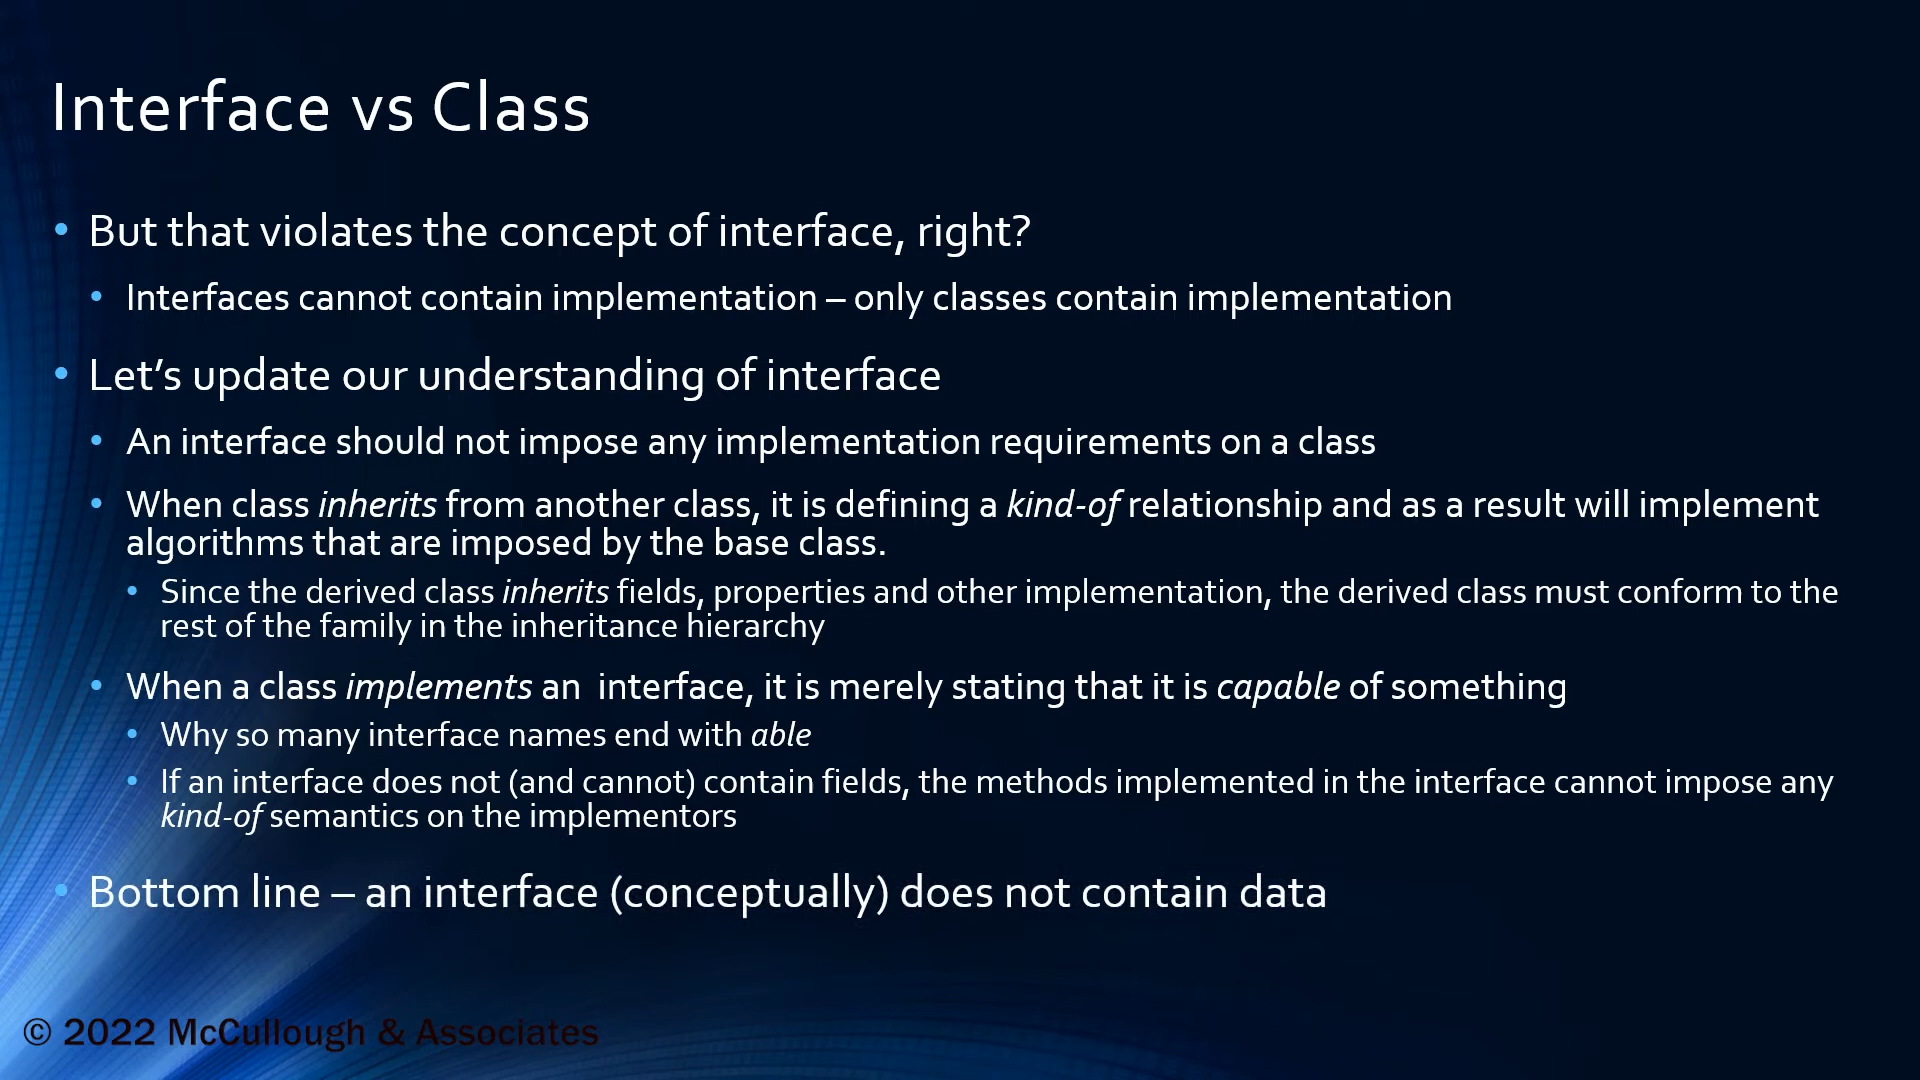 Interface vs Class
• But that violates the concept of interface, right?
• Interfaces cannot contain implementation – only classes contain implementation
• Let’s update our understanding of interface
• An interface should not impose any implementation requirements on a class
• When class inherits from another class, it is defining a kind-of relationship and as a result will implement
algorithms that are imposed by the base class.
• Since the derived class inherits fields, properties and other implementation, the derived class must conform to the
rest of the family in the inheritance hierarchy
• When a class implements an  interface, it is merely stating that it is capable of something
• Why so many interface names end with able
• If an interface does not (and cannot) contain fields, the methods implemented in the interface cannot impose any
kind-of semantics on the implementors
• Bottom line – an interface (conceptually) does not contain data
© 2022 McCullough & Associates